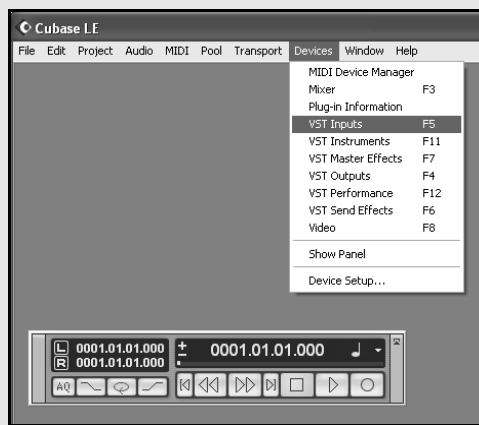 Cubase LE
File Edit Project Audio MIDI Pool Transport Devices Window Help
MIDI Device Manager
Mixer F3
Plug-in Information
VST Inputs F5
VST Instruments F11
VST Master Effects F7
VST Outputs F4
VST Performance F12
VST Send Effects F6
Video F8
Show Panel
Device Setup...
L 0001.01.01.000
R 0001.01.01.000
0001.01.01.000
AQ